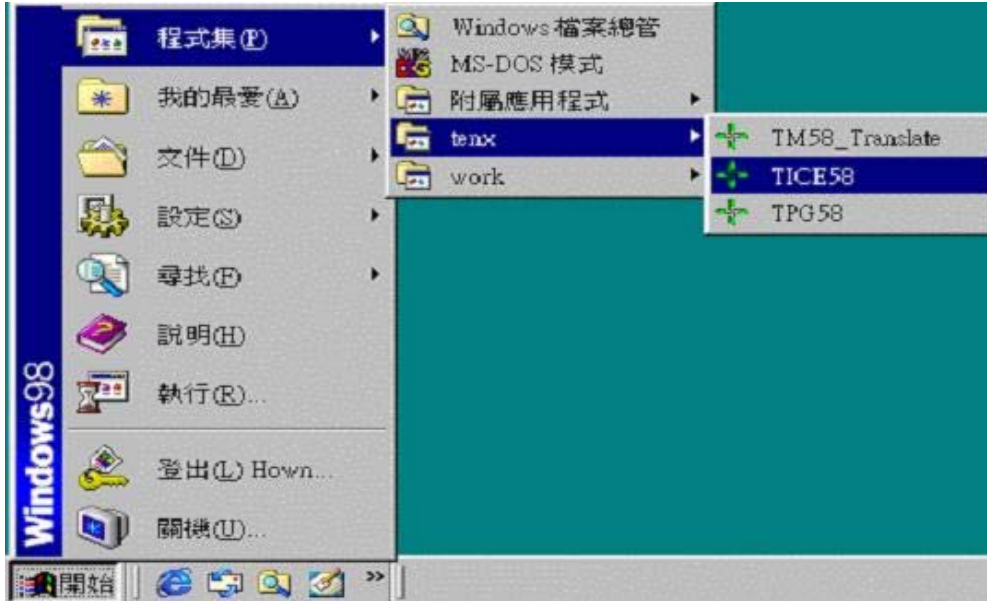 程式集(P)
我的最愛(A)
文件(D)
設定(S)
尋找(F)
說明(H)
執行(R)...
登出(L) Hown...
關機(U)...
Windows98
開始
»
Windows 檔案總管
MS-DOS 模式
附屬應用程式
tenx
work
TM58_Translate
TICE58
TPG58